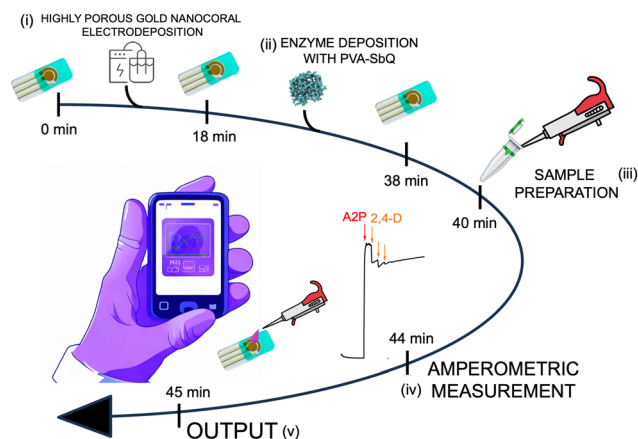 (i) HIGHLY POROUS GOLD NANOCORAL
ELECTRODEPOSITION
(ii) ENZYME DEPOSITION
WITH PVA-SbQ
0 min
18 min
38 min
40 min
SAMPLE (iii)
PREPARATION
A2P 2,4-D
44 min
(iv) AMPEROMETRIC
MEASUREMENT
45 min
OUTPUT (v)